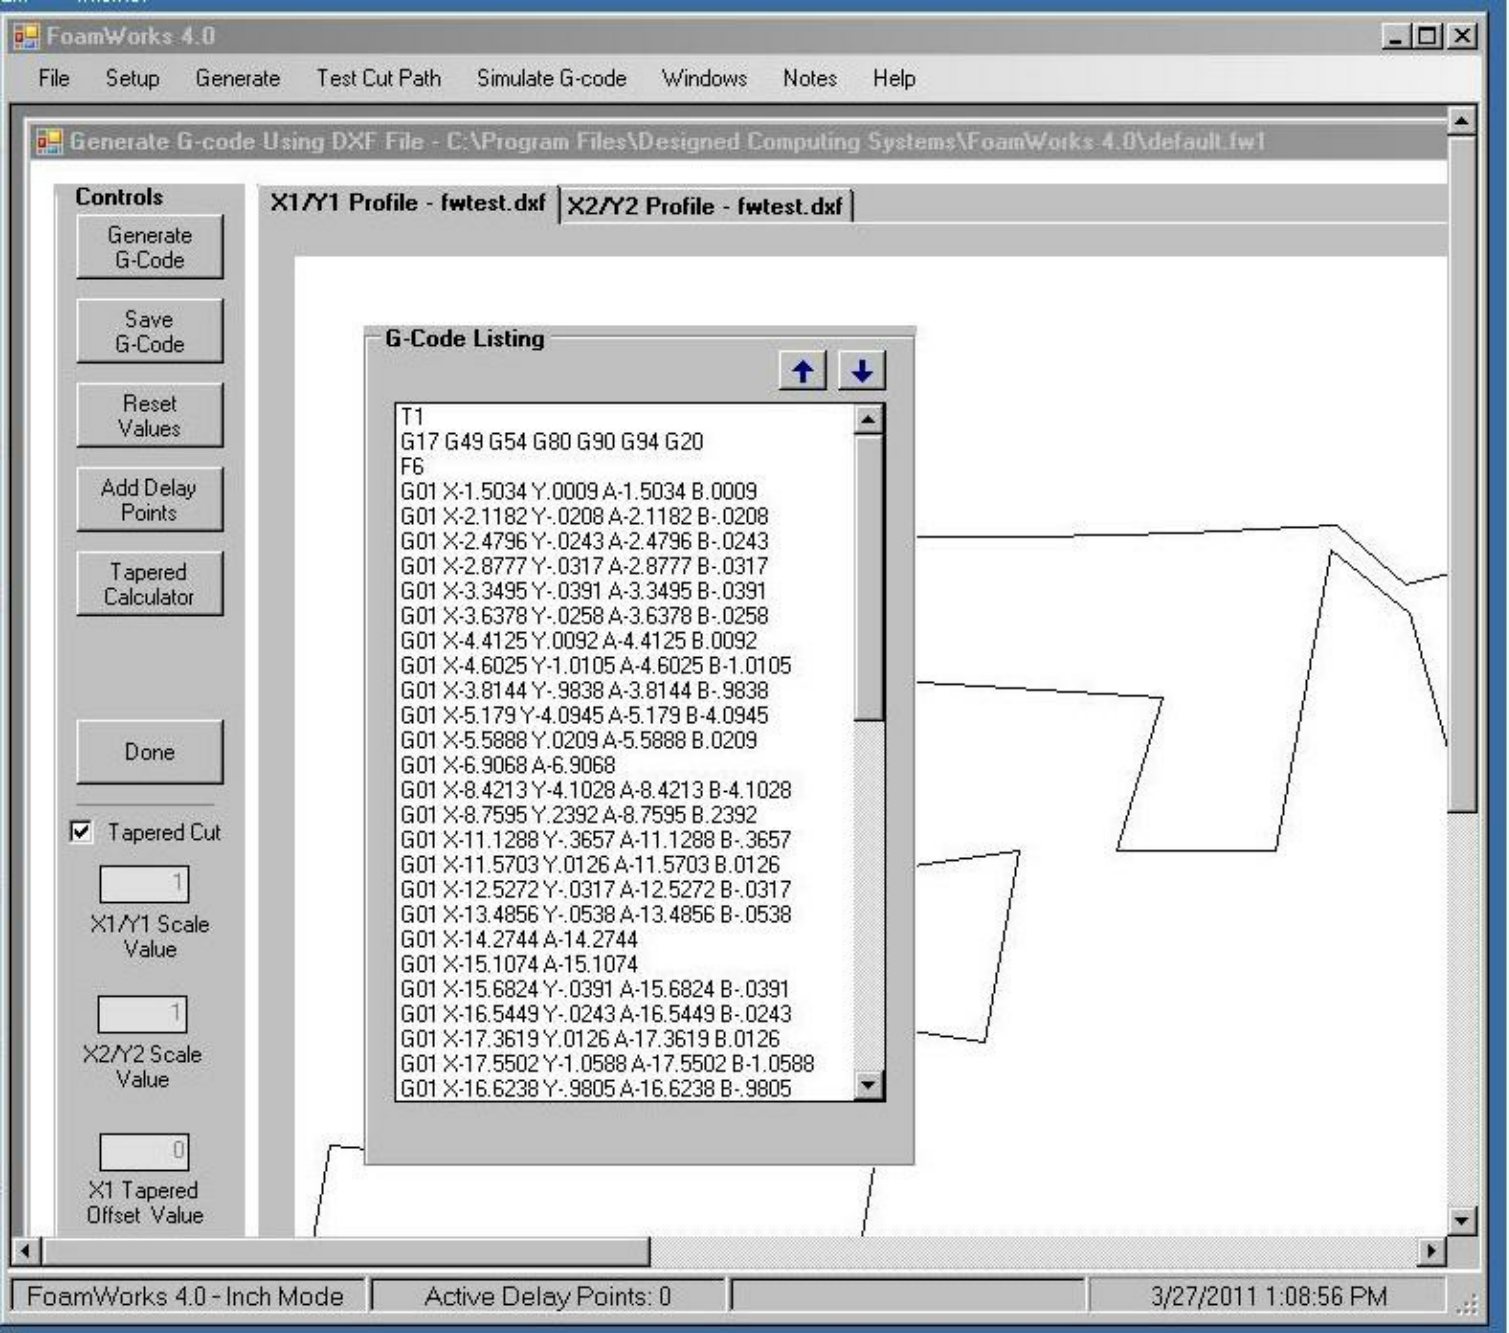 FoamWorks 4.0
File Setup Generate Test Cut Path Simulate G-code Windows Notes Help
Generate G-code Using DXF File - C:\Program Files\Designed Computing Systems\FoamWorks 4.0\default.fw1
Controls
Generate
G-Code
Save
G-Code
Reset
Values
Add Delay
Points
Tapered
Calculator
Done
Tapered Cut
1
X1/Y1 Scale
Value
1
X2/Y2 Scale
Value
0
X1 Tapered
Offset Value
X1/Y1 Profile - fwtest.dxf X2/Y2 Profile - fwtest.dxf
G-Code Listing
T1
G17 G49 G54 G80 G90 G94 G20
F6
G01 X-1.5034 Y.0009 A-1.5034 B.0009
G01 X-2.1182 Y-.0208 A-2.1182 B-.0208
G01 X-2.4796 Y-.0243 A-2.4796 B-.0243
G01 X-2.8777 Y-.0317 A-2.8777 B-.0317
G01 X-3.3495 Y-.0391 A-3.3495 B-.0391
G01 X-3.6378 Y-.0258 A-3.6378 B-.0258
G01 X-4.4125 Y.0092 A-4.4125 B.0092
G01 X-4.6025 Y-1.0105 A-4.6025 B-1.0105
G01 X-3.8144 Y-.9838 A-3.8144 B-.9838
G01 X-5.179 Y-4.0945 A-5.179 B-4.0945
G01 X-5.5888 Y.0209 A-5.5888 B.0209
G01 X-6.9068 A-6.9068
G01 X-8.4213 Y-4.1028 A-8.4213 B-4.1028
G01 X-8.7595 Y.2392 A-8.7595 B.2392
G01 X-11.1288 Y-.3657 A-11.1288 B-.3657
G01 X-11.5703 Y.0126 A-11.5703 B.0126
G01 X-12.5272 Y-.0317 A-12.5272 B-.0317
G01 X-13.4856 Y-.0538 A-13.4856 B-.0538
G01 X-14.2744 A-14.2744
G01 X-15.1074 A-15.1074
G01 X-15.6824 Y-.0391 A-15.6824 B-.0391
G01 X-16.5449 Y-.0243 A-16.5449 B-.0243
G01 X-17.3619 Y.0126 A-17.3619 B.0126
G01 X-17.5502 Y-1.0588 A-17.5502 B-1.0588
G01 X-16.6238 Y-.9805 A-16.6238 B-.9805
FoamWorks 4.0 - Inch Mode Active Delay Points: 0 3/27/2011 1:08:56 PM